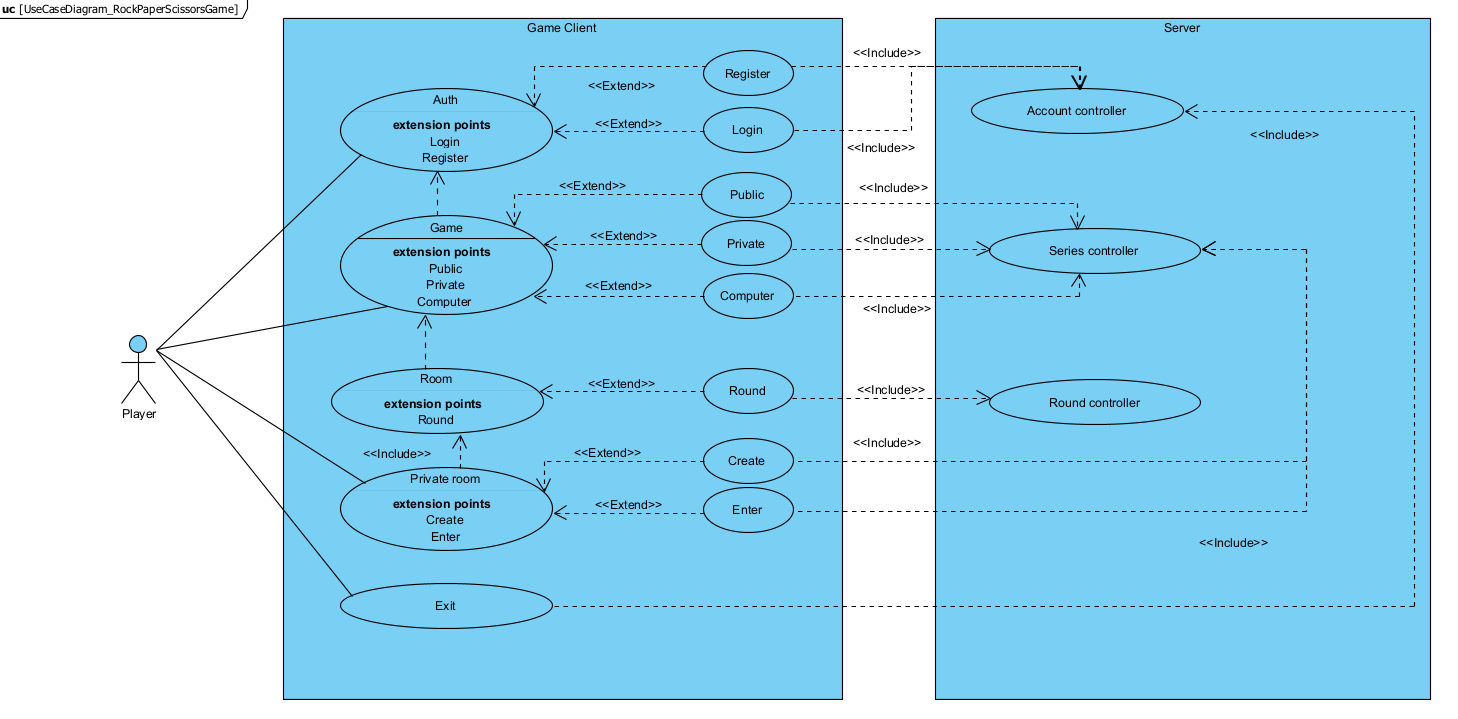 uc [UseCaseDiagram_RockPaperScissorsGame]
Game Client
Server
<<Include>>
Register
<<Extend>>
Auth
extension points
Login
Register
Account controller
<<Extend>>
Login
<<Include>>
<<Include>>
<<Extend>>
Public
<<Include>>
Game
extension points
Public
Private
Computer
<<Extend>>
Private
<<Include>>
Series controller
<<Extend>>
Computer
<<Include>>
Player
Room
extension points
Round
<<Extend>>
Round
<<Include>>
Round controller
<<Include>>
<<Include>>
<<Extend>>
Create
Private room
extension points
Create
Enter
<<Extend>>
Enter
<<Include>>
Exit